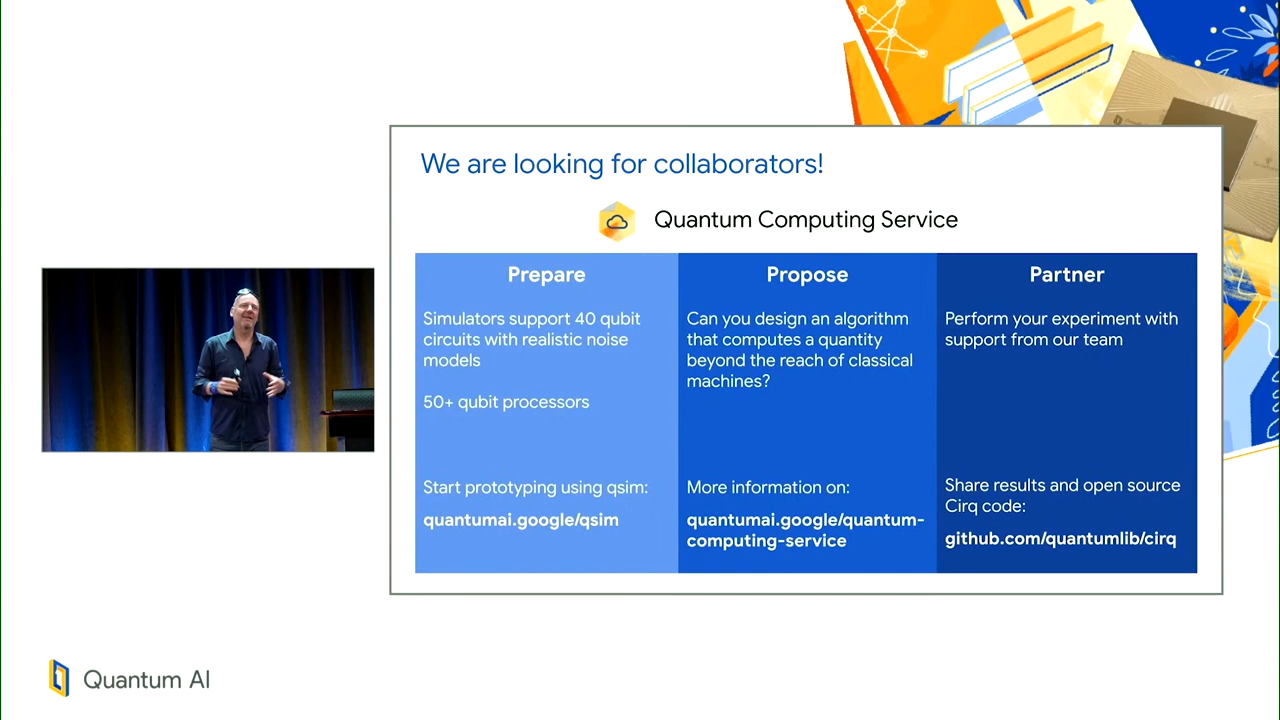 We are looking for collaborators!
Quantum Computing Service
Prepare
Simulators support 40 qubit
circuits with realistic noise
models
50+ qubit processors
Start prototyping using qsim:
quantumai.google/qsim
Propose
Can you design an algorithm
that computes a quantity
beyond the reach of classical
machines?
More information on:
quantumai.google/quantum-
computing-service
Partner
Perform your experiment with
support from our team
Share results and open source
Cirq code:
github.com/quantumlib/cirq
Quantum AI